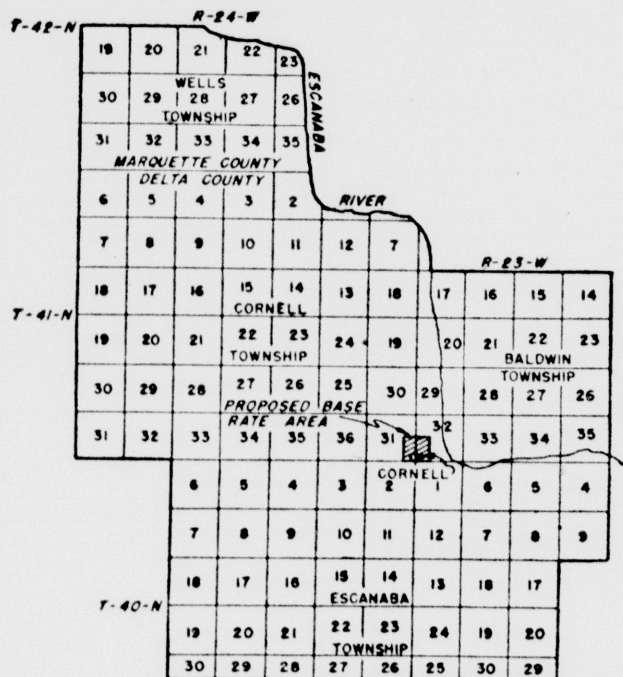 R-24-W
T-42-N
19 20 21 22 23
WELLS
30 29 28 27 26
TOWNSHIP
ESCANABA
31 32 33 34 35
MARQUETTE COUNTY
DELTA COUNTY
6 5 4 3 2
RIVER
7 8 9 10 11 12 7
R-23-W
18 17 16 15 14 13 18 17 16 15 14
CORNELL
T-41-N
19 20 21 22 23 24 19 20 21 22 23
TOWNSHIP
BALDWIN
TOWNSHIP
30 29 28 27 26 25 30 29 28 27 26
PROPOSED BASE
RATE AREA
31 32 33 34 35 36 31 32 33 34 35
CORNELL
6 5 4 3 2 1 6 5 4
7 8 9 10 11 12 7 8 9
18 17 16 15 14 13 18 17
ESCANABA
T-40-N
19 20 21 22 23 24 19 20
TOWNSHIP
30 29 28 27 26 25 30 29